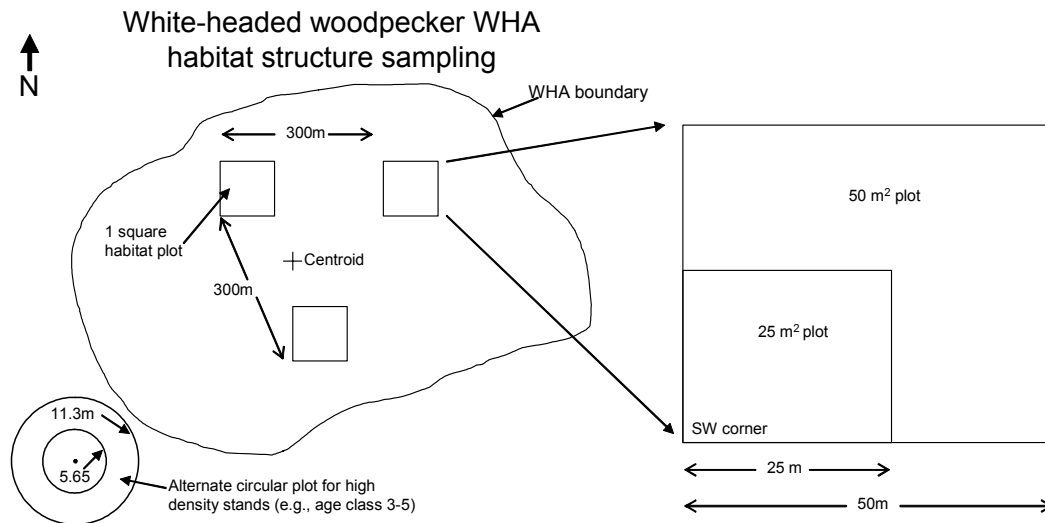 White-headed woodpecker WHA
habitat structure sampling
N
WHA boundary
300m
50 m² plot
1 square
habitat plot
Centroid
300m
25 m² plot
11.3m
SW corner
5.65
25 m
Alternate circular plot for high
density stands (e.g., age class 3-5)
50m